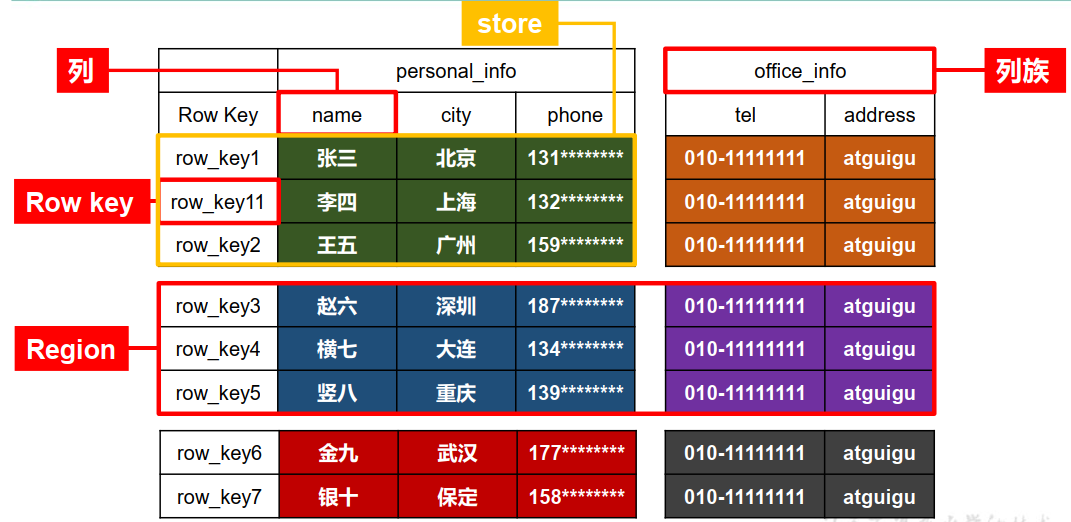 store
列 personal_info office_info 列族
Row Key name city phone tel address
row_key1 张三 北京 131******** 010-11111111 atguigu
Row key row_key11 李四 上海 132******** 010-11111111 atguigu
row_key2 王五 广州 159******** 010-11111111 atguigu
row_key3 赵六 深圳 187******** 010-11111111 atguigu
Region row_key4 横七 大连 134******** 010-11111111 atguigu
row_key5 竖八 重庆 139******** 010-11111111 atguigu
row_key6 金九 武汉 177******** 010-11111111 atguigu
row_key7 银十 保定 158******** 010-11111111 atguigu